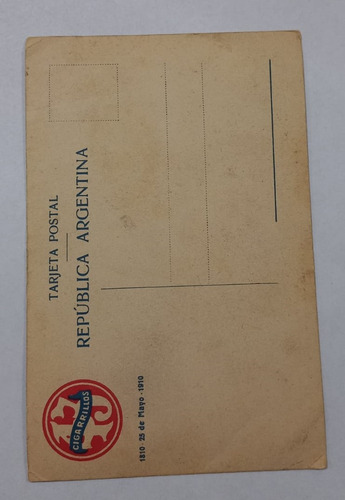 TARJETA POSTAL
REPÚBLICA ARGENTINA
CIGARRILLOS
1810 - 25 de Mayo - 1910